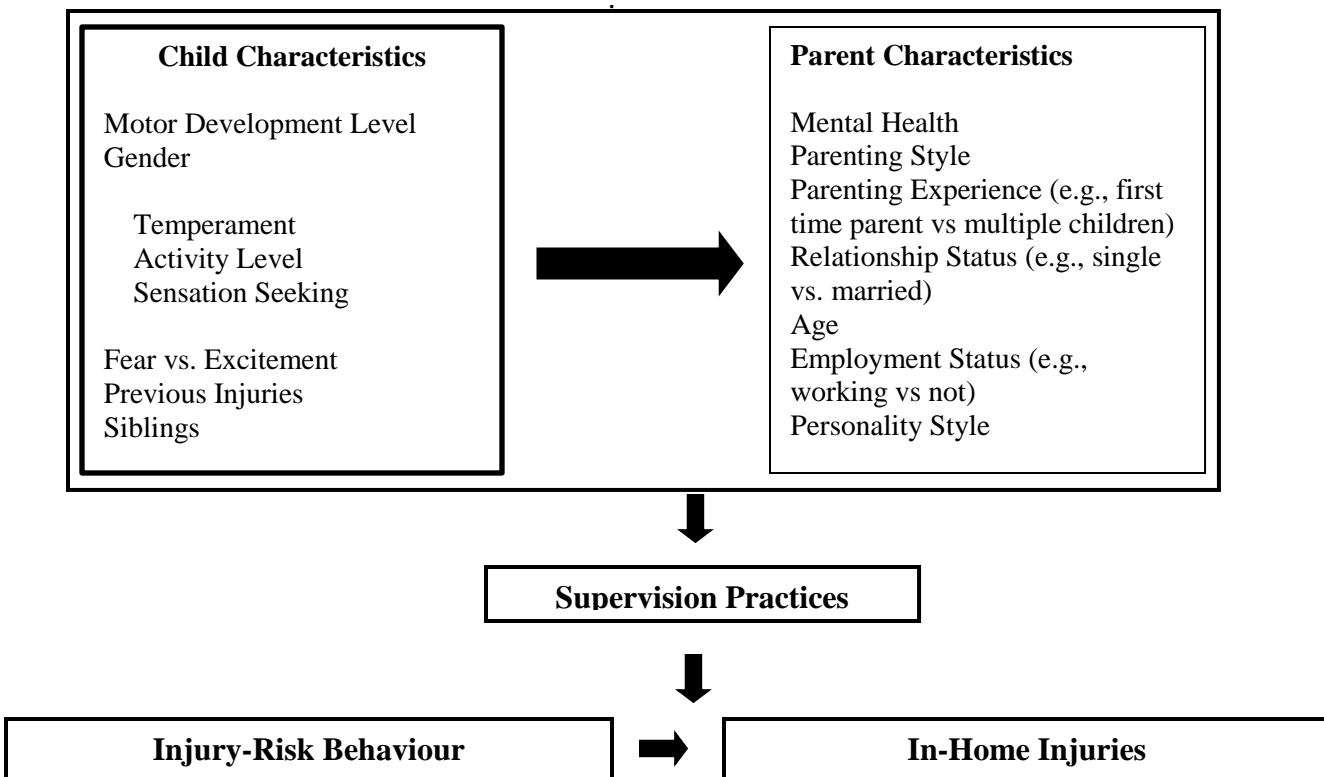 Child Characteristics
Motor Development Level
Gender
Temperament
Activity Level
Sensation Seeking
Fear vs. Excitement
Previous Injuries
Siblings
Parent Characteristics
Mental Health
Parenting Style
Parenting Experience (e.g., first
time parent vs multiple children)
Relationship Status (e.g., single
vs. married)
Age
Employment Status (e.g.,
working vs not)
Personality Style
Supervision Practices
Injury-Risk Behaviour
In-Home Injuries